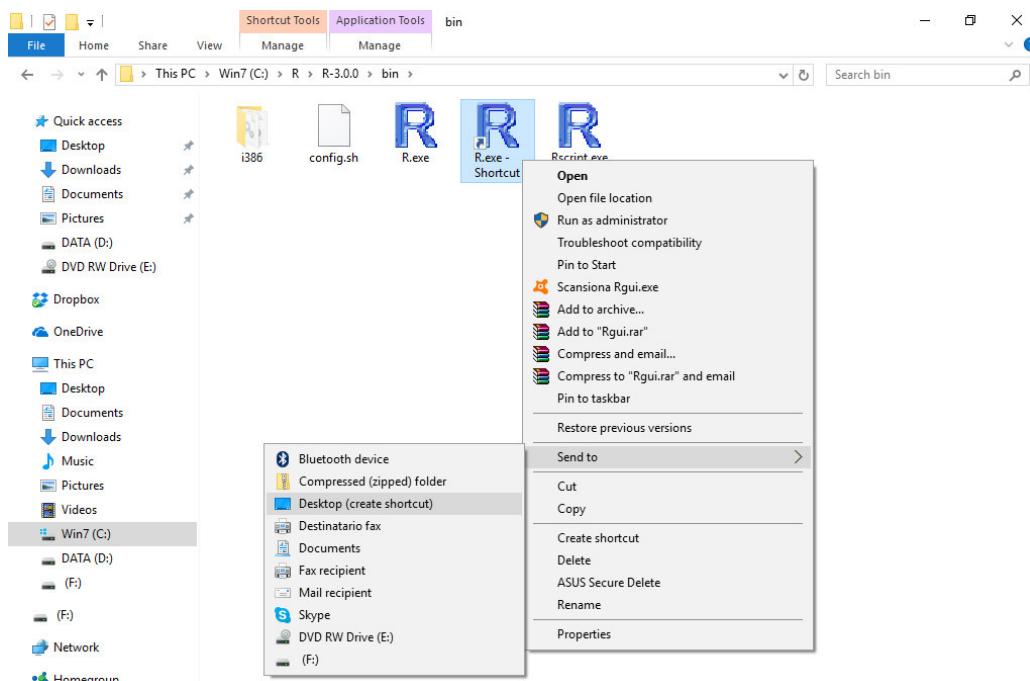 Shortcut Tools
Application Tools
bin
File
Home
Share
View
Manage
Manage
This PC > Win7 (C:) > R > R-3.0.0 > bin >
Search bin
Quick access
Desktop
Downloads
Documents
Pictures
DATA (D:)
DVD RW Drive (E:)
Dropbox
OneDrive
This PC
Desktop
Documents
Downloads
Music
Pictures
Videos
Win7 (C:)
DATA (D:)
(F:)
(F:)
Network
Homegroup
i386
config.sh
R.exe
R.exe -
Shortcut
Rscript.exe
Open
Open file location
Run as administrator
Troubleshoot compatibility
Pin to Start
Scansiona Rgui.exe
Add to archive...
Add to "Rgui.rar"
Compress and email...
Compress to "Rgui.rar" and email
Pin to taskbar
Restore previous versions
Send to
Cut
Copy
Create shortcut
Delete
ASUS Secure Delete
Rename
Properties
Bluetooth device
Compressed (zipped) folder
Desktop (create shortcut)
Destinatario fax
Documents
Fax recipient
Mail recipient
Skype
DVD RW Drive (E:)
(F:)